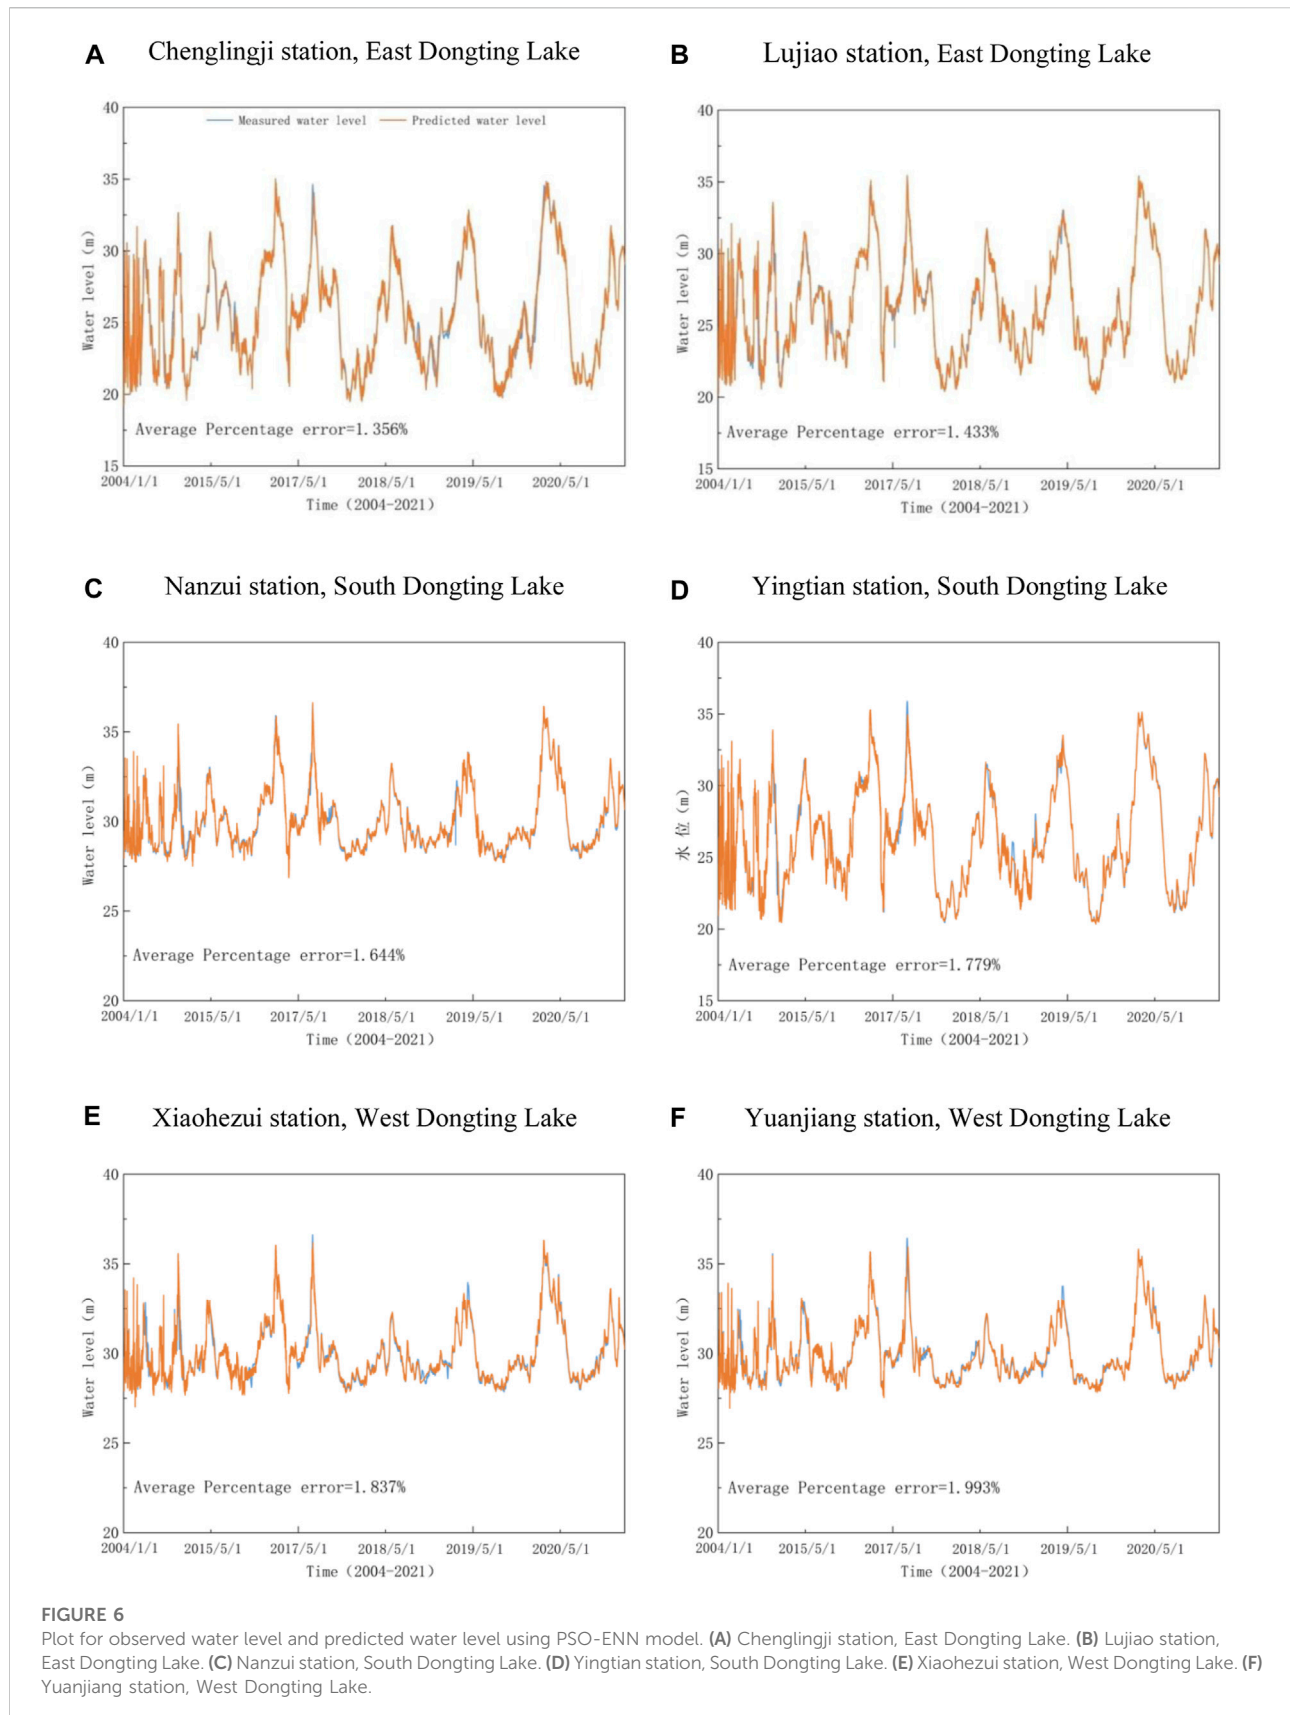 A Chenglingji station, East Dongting Lake
40
35
30
25
20
15
Water level (m)
Measured water level
Predicted water level
Average Percentage error=1.356%
2004/1/1 2015/5/1 2017/5/1 2018/5/1 2019/5/1 2020/5/1
Time (2004-2021)
B Lujiao station, East Dongting Lake
40
35
30
25
20
15
Water level (m)
Average Percentage error=1.433%
2004/1/1 2015/5/1 2017/5/1 2018/5/1 2019/5/1 2020/5/1
Time (2004-2021)
C Nanzui station, South Dongting Lake
40
35
30
25
20
Water level (m)
Average Percentage error=1.644%
2004/1/1 2015/5/1 2017/5/1 2018/5/1 2019/5/1 2020/5/1
Time (2004-2021)
D Yingtian station, South Dongting Lake
40
35
30
25
20
15
水位(m)
Average Percentage error=1.779%
2004/1/1 2015/5/1 2017/5/1 2018/5/1 2019/5/1 2020/5/1
Time (2004-2021)
E Xiaohezui station, West Dongting Lake
40
35
30
25
20
Water level (m)
Average Percentage error=1.837%
2004/1/1 2015/5/1 2017/5/1 2018/5/1 2019/5/1 2020/5/1
Time (2004-2021)
F Yuanjiang station, West Dongting Lake
40
35
30
25
20
Water level (m)
Average Percentage error=1.993%
2004/1/1 2015/5/1 2017/5/1 2018/5/1 2019/5/1 2020/5/1
Time (2004-2021)
FIGURE 6
Plot for observed water level and predicted water level using PSO-ENN model. (A) Chenglingji station, East Dongting Lake. (B) Lujiao station,
East Dongting Lake. (C) Nanzui station, South Dongting Lake. (D) Yingtian station, South Dongting Lake. (E) Xiaohezui station, West Dongting Lake. (F)
Yuanjiang station, West Dongting Lake.